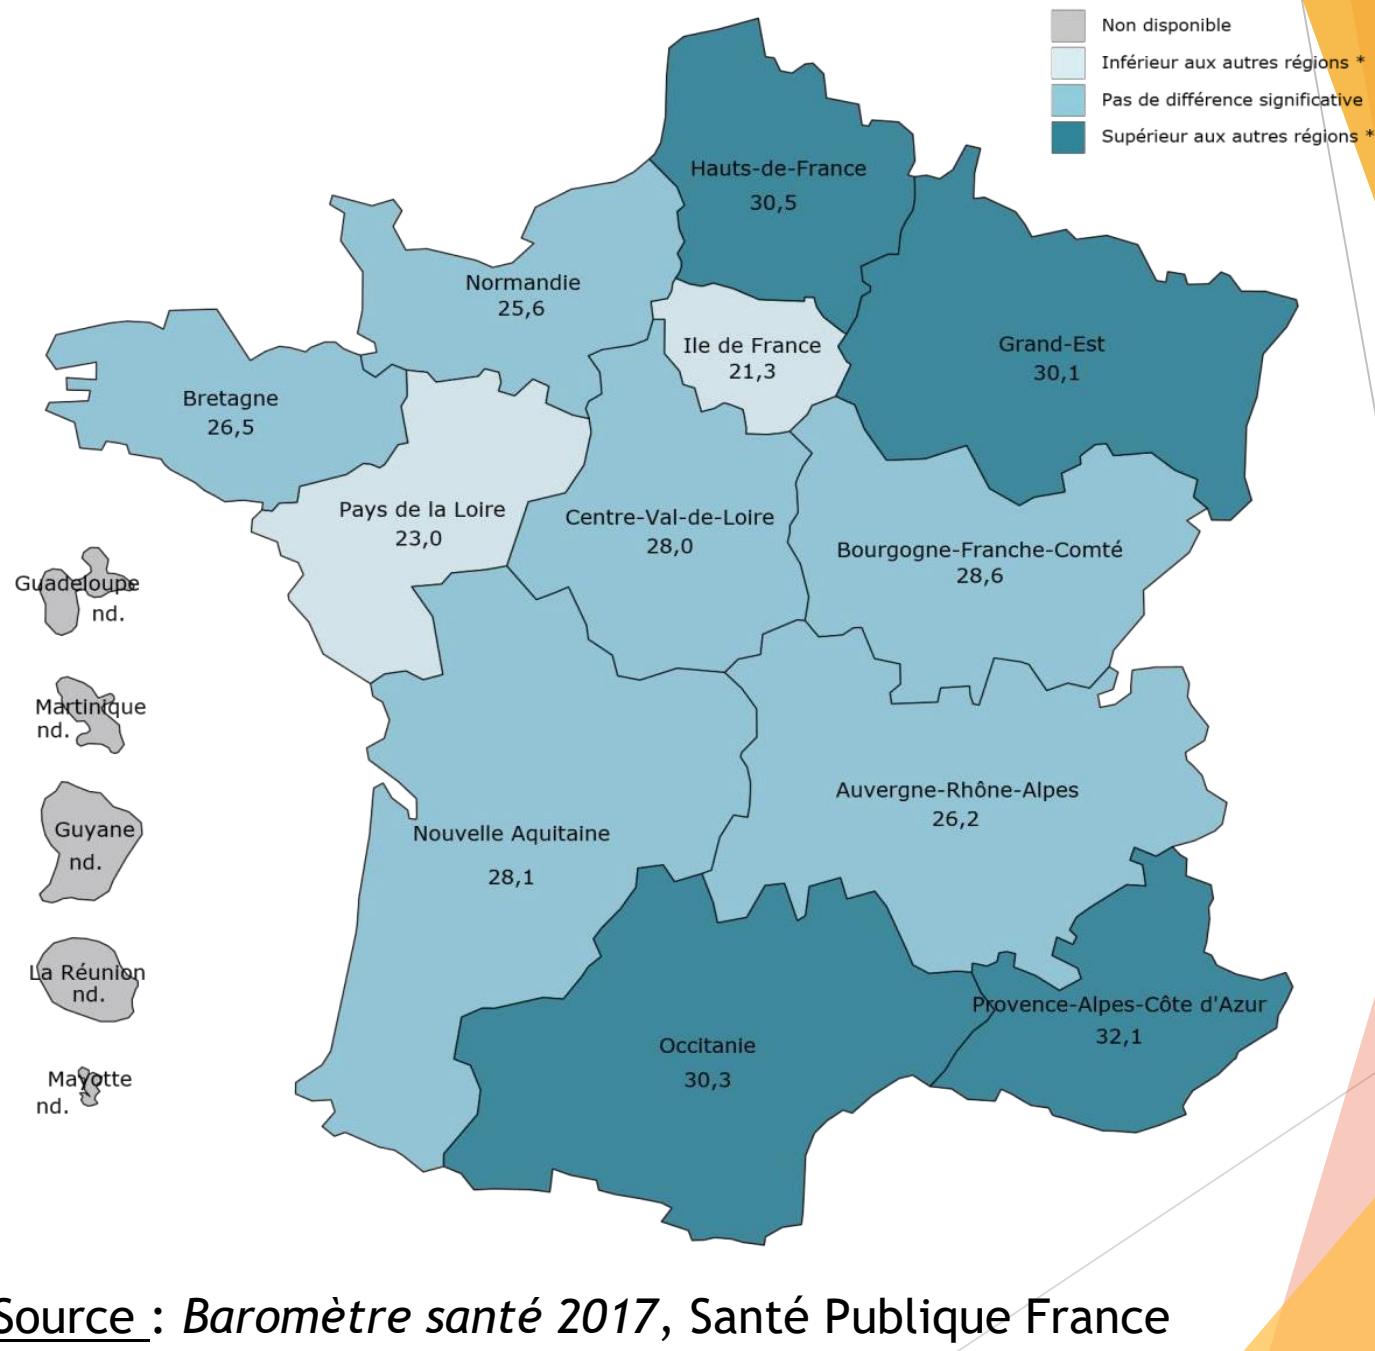 Non disponible
Inférieur aux autres régions *
Pas de différence significative
Supérieur aux autres régions *
Hauts-de-France
30,5
Normandie
25,6
Ile de France
21,3
Grand-Est
30,1
Bretagne
26,5
Pays de la Loire
23,0
Centre-Val-de-Loire
28,0
Bourgogne-Franche-Comté
28,6
Guadeloupe
nd.
Martinique
nd.
Guyane
nd.
La Réunion
nd.
Mayotte
nd.
Auvergne-Rhône-Alpes
26,2
Nouvelle Aquitaine
28,1
Provence-Alpes-Côte d'Azur
32,1
Occitanie
30,3
Source : Baromètre santé 2017, Santé Publique France